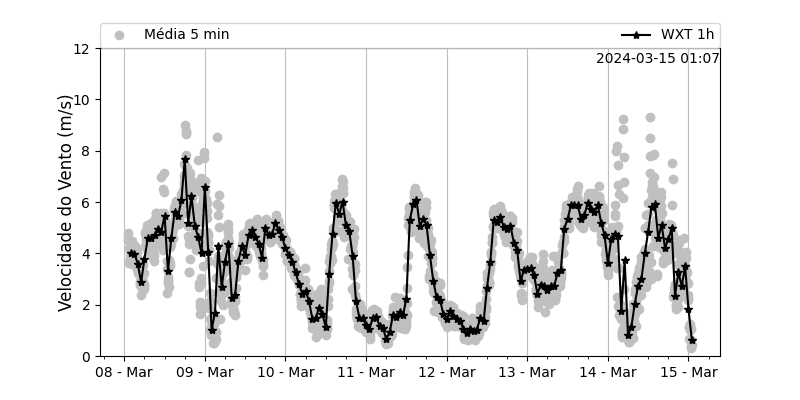 Média 5 min
WXT 1h
2024-03-15 01:07
Velocidade do Vento (m/s)
12
10
8
6
4
2
0
08 - Mar
09 - Mar
10 - Mar
11 - Mar
12 - Mar
13 - Mar
14 - Mar
15 - Mar